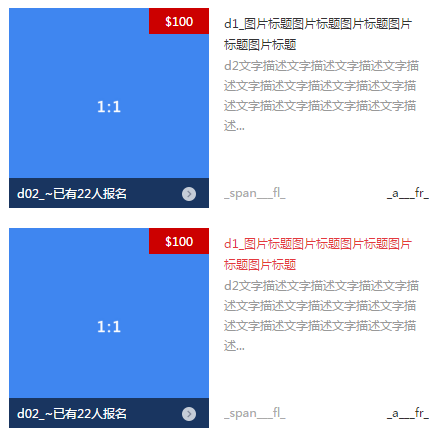 $100
1:1
d02_~已有22人报名
d1_图片标题图片标题图片标题图片
标题图片标题
d2文字描述文字描述文字描述文字描
述文字描述文字描述文字描述文字描
述文字描述文字描述文字描述文字描
述...
_span___fl_
_a___fr_
$100
1:1
d02_~已有22人报名
d1_图片标题图片标题图片标题图片
标题图片标题
d2文字描述文字描述文字描述文字描
述文字描述文字描述文字描述文字描
述文字描述文字描述文字描述文字描
述...
_span___fl_
_a___fr_